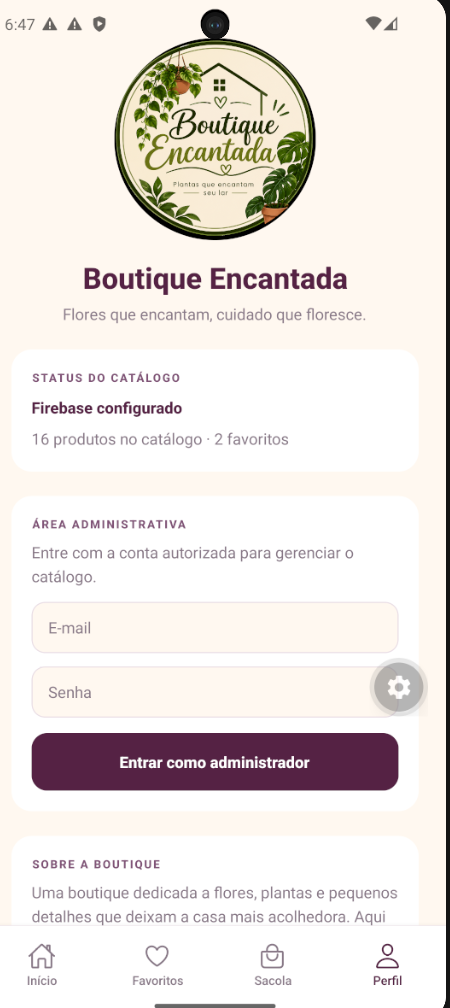 6:47
Boutique
Encantada
Plantas que encantam
seu lar
Boutique Encantada
Flores que encantam, cuidado que floresce.
STATUS DO CATÁLOGO
Firebase configurado
16 produtos no catálogo · 2 favoritos
ÁREA ADMINISTRATIVA
Entre com a conta autorizada para gerenciar o
catálogo.
E-mail
Senha
Entrar como administrador
SOBRE A BOUTIQUE
Uma boutique dedicada a flores, plantas e pequenos
detalhes que deixam a casa mais acolhedora. Aqui
Início
Favoritos
Sacola
Perfil